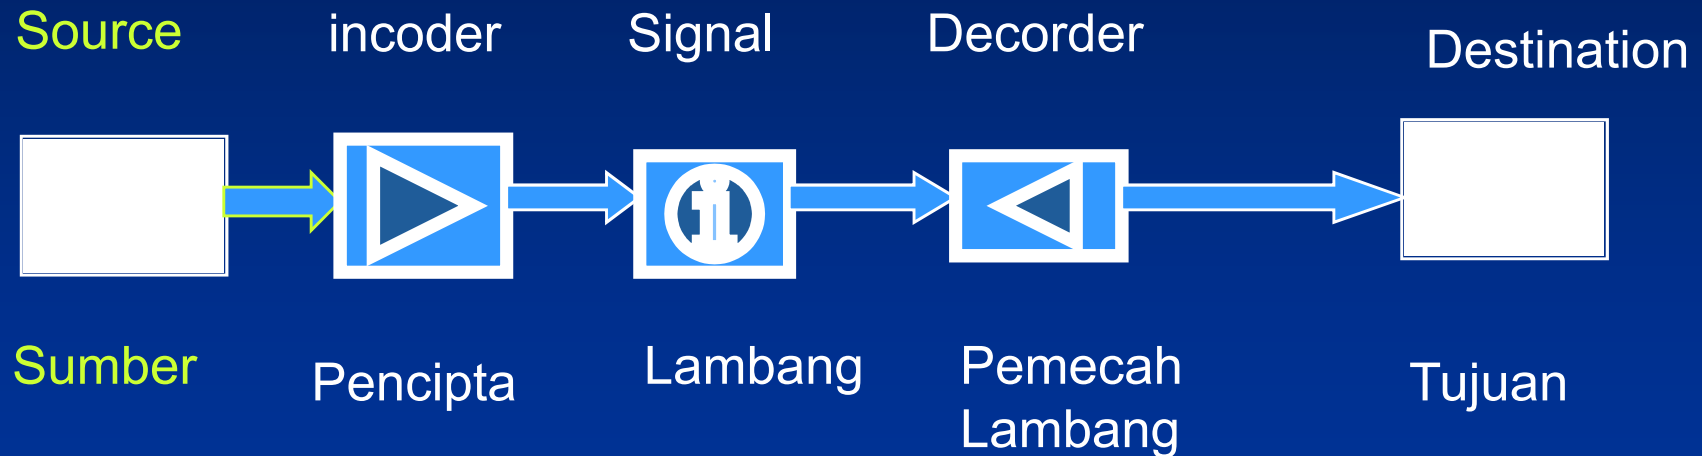 Source
incoder
Signal
Decorder
Destination
Sumber
Pencipta
Lambang
Pemecah
Lambang
Tujuan